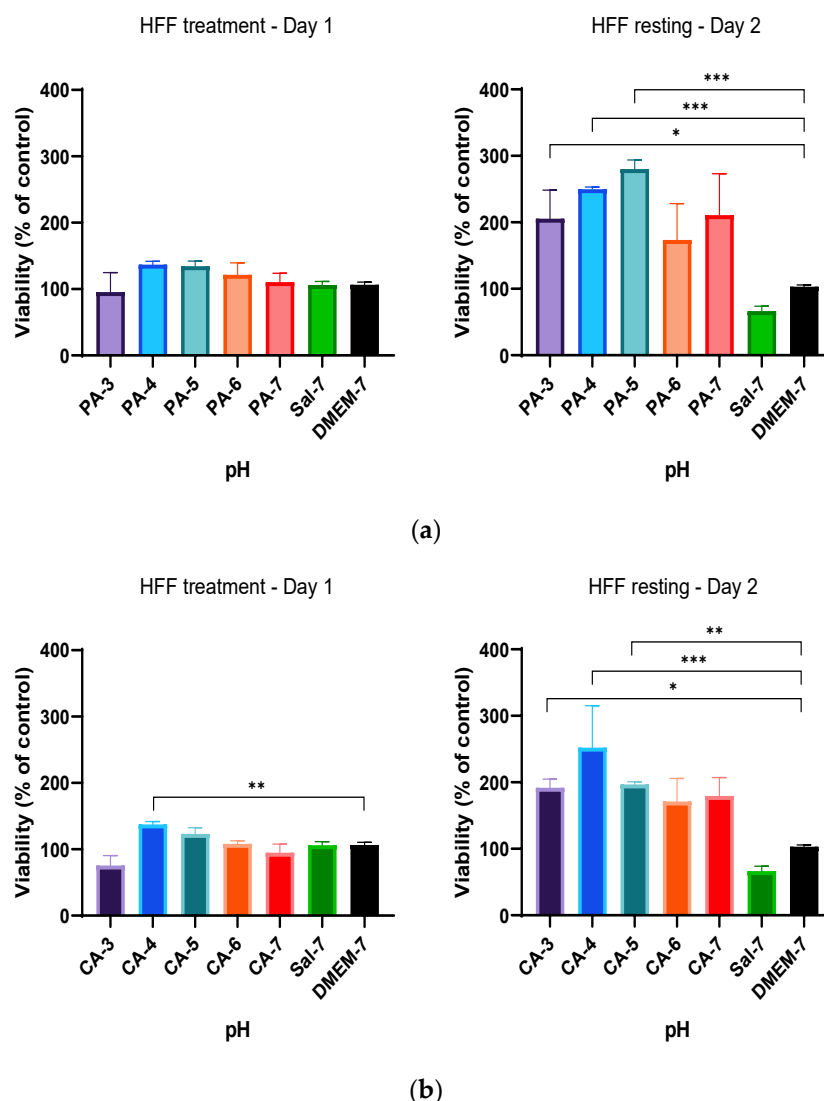 HFF treatment - Day 1
Viability (% of control)
400
300
200
100
0
PA-3
PA-4
PA-5
PA-6
PA-7
Sal-7
DMEM-7
pH
HFF resting - Day 2
Viability (% of control)
400
300
200
100
0
***
***
*
PA-3
PA-4
PA-5
PA-6
PA-7
Sal-7
DMEM-7
pH
(a)
HFF treatment - Day 1
Viability (% of control)
400
300
200
100
0
**
CA-3
CA-4
CA-5
CA-6
CA-7
Sal-7
DMEM-7
pH
HFF resting - Day 2
Viability (% of control)
400
300
200
100
0
**
***
*
CA-3
CA-4
CA-5
CA-6
CA-7
Sal-7
DMEM-7
pH
(b)